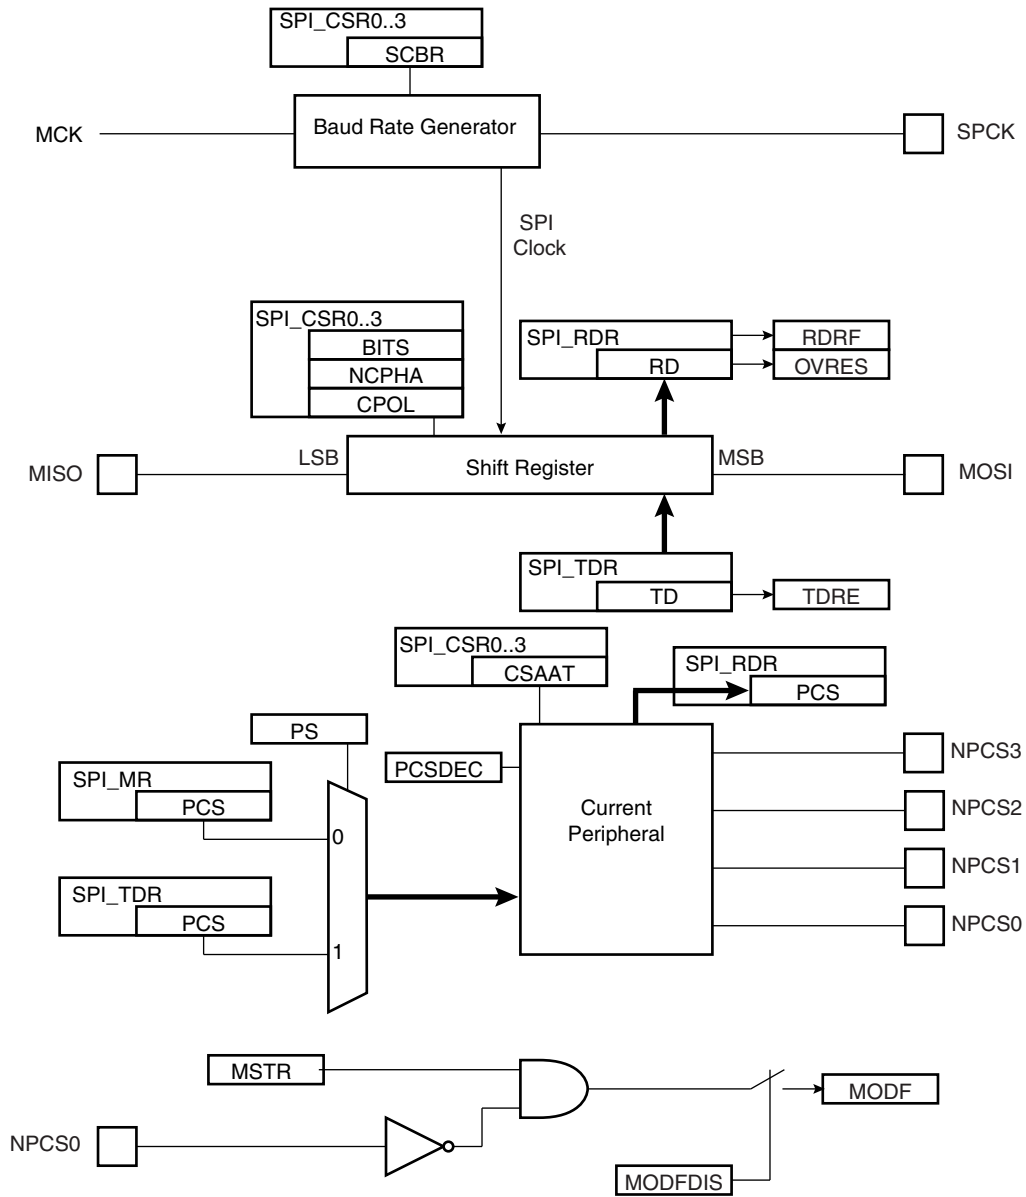 SPI_CSR0..3
SCBR
MCK
Baud Rate Generator
SPCK
SPI
Clock
SPI_CSR0..3
BITS
NCPHA
CPOL
SPI_RDR
RD
RDRF
OVRES
MISO
LSB
Shift Register
MSB
MOSI
SPI_TDR
TD
TDRE
SPI_CSR0..3
CSAAT
SPI_RDR
PCS
PS
PCSDEC
SPI_MR
PCS
0
SPI_TDR
PCS
1
Current
Peripheral
NPCS3
NPCS2
NPCS1
NPCS0
MSTR
MODF
NPCS0
MODFDIS